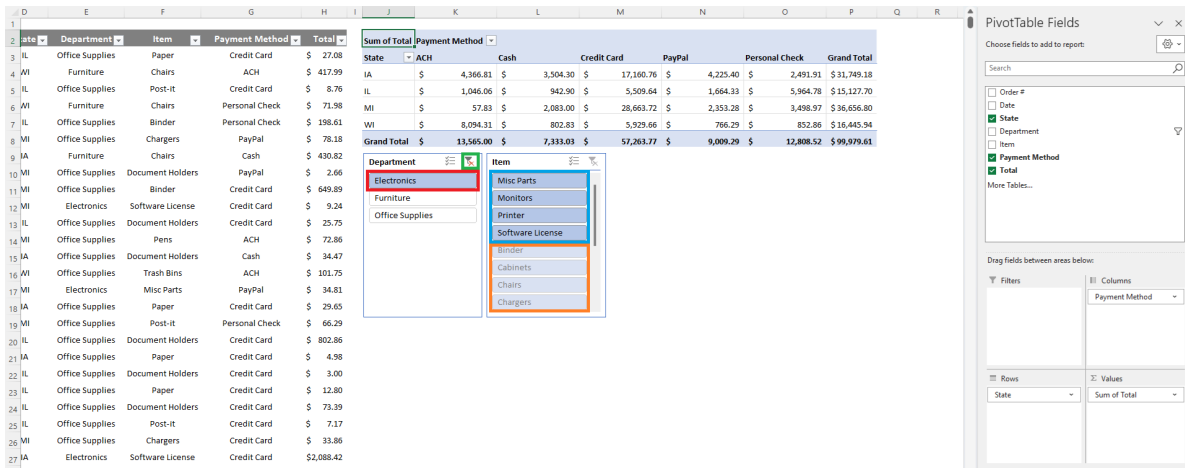 D E F G H I J K L M N O P Q R
1
2 ate Department Item Payment Method Total Sum of Total Payment Method
3 IL Office Supplies Paper Credit Card $ 27.08 State ACH Cash Credit Card PayPal Personal Check Grand Total
4 WI Furniture Chairs ACH $ 417.99 IA $ 4,366.81 $ 3,504.30 $ 17,160.76 $ 4,225.40 $ 2,491.91 $ 31,749.18
5 IL Office Supplies Post-it Credit Card $ 8.76 IL $ 1,046.06 $ 942.90 $ 5,509.64 $ 1,664.33 $ 5,964.78 $ 15,127.70
6 WI Furniture Chairs Personal Check $ 71.98 MI $ 57.83 $ 2,083.00 $ 28,663.72 $ 2,353.28 $ 3,498.97 $ 36,656.80
7 IL Office Supplies Binder Personal Check $ 198.61 WI $ 8,094.31 $ 802.83 $ 5,929.66 $ 766.29 $ 852.86 $ 16,445.94
8 MI Office Supplies Chargers PayPal $ 78.18 Grand Total $ 13,565.00 $ 7,333.03 $ 57,263.77 $ 9,009.29 $ 12,808.52 $ 99,979.61
9 IA Furniture Chairs Cash $ 430.82 Department Item
10 MI Office Supplies Document Holders PayPal $ 2.66 Electronics Misc Parts
11 MI Office Supplies Binder Credit Card $ 649.89 Furniture Monitors
12 MI Electronics Software License Credit Card $ 9.24 Office Supplies Printer
13 IL Office Supplies Document Holders Credit Card $ 25.75 Software License
14 MI Office Supplies Pens ACH $ 72.86 Binder
15 IA Office Supplies Document Holders Cash $ 34.47 Cabinets
16 WI Office Supplies Trash Bins ACH $ 101.75 Chairs
17 MI Electronics Misc Parts PayPal $ 34.81 Chargers
18 IA Office Supplies Paper Credit Card $ 29.65
19 MI Office Supplies Post-it Personal Check $ 66.29
20 IL Office Supplies Document Holders Credit Card $ 802.86
21 IA Office Supplies Paper Credit Card $ 4.98
22 IL Office Supplies Document Holders Credit Card $ 3.00
23 IL Office Supplies Paper Credit Card $ 12.80
24 IL Office Supplies Document Holders Credit Card $ 73.39
25 IL Office Supplies Post-it Credit Card $ 7.17
26 MI Office Supplies Chargers Credit Card $ 33.86
27 IA Electronics Software License Credit Card $2,088.42
PivotTable Fields
Choose fields to add to report:
Search
Order #
Date
State
Department
Item
Payment Method
Total
More Tables...
Drag fields between areas below:
Filters Columns
Payment Method
Rows Σ Values
State Sum of Total